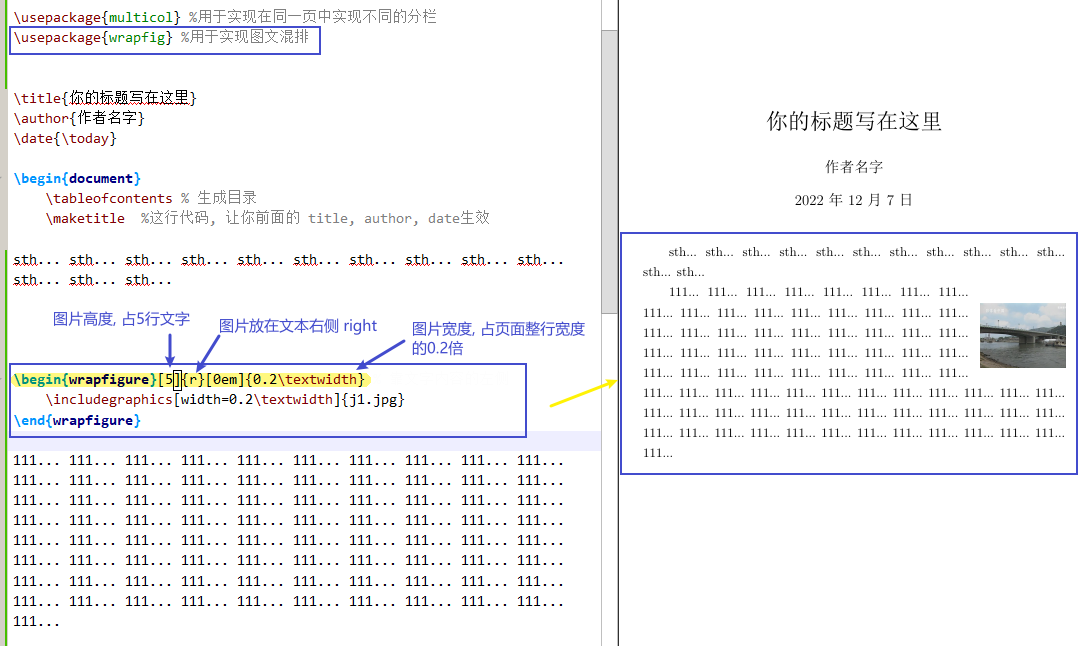 \usepackage{multicol} %用于实现在同一页中实现不同的分栏
\usepackage{wrapfig} %用于实现图文混排
\title{你的标题写在这里}
\author{作者名字}
\date{\today}
\begin{document}
\tableofcontents % 生成目录
\maketitle %这行代码, 让你前面的 title, author, date生效
sth... sth... sth... sth... sth... sth... sth... sth... sth... sth...
sth... sth... sth...
图片高度, 占5行文字
图片放在文本右侧 right
图片宽度, 占页面整行宽度
的0.2倍
\begin{wrapfigure}[5]{r}[0em]{0.2\textwidth}
\includegraphics[width=0.2\textwidth]{j1.jpg}
\end{wrapfigure}
111... 111... 111... 111... 111... 111... 111... 111... 111... 111...
111... 111... 111... 111... 111... 111... 111... 111... 111... 111...
111... 111... 111... 111... 111... 111... 111... 111... 111... 111...
111... 111... 111... 111... 111... 111... 111... 111... 111... 111...
111... 111... 111... 111... 111... 111... 111... 111... 111... 111...
111... 111... 111... 111... 111... 111... 111... 111... 111... 111...
111... 111... 111... 111... 111... 111... 111... 111... 111... 111...
111... 111... 111... 111... 111... 111... 111... 111... 111... 111...
111...
你的标题写在这里
作者名字
2022 年 12 月 7 日
sth... sth... sth... sth... sth... sth... sth... sth... sth... sth... sth...
sth... sth...
111... 111... 111... 111... 111... 111... 111... 111...
111... 111... 111... 111... 111... 111... 111... 111... 111...
111... 111... 111... 111... 111... 111... 111... 111... 111...
111... 111... 111... 111... 111... 111... 111... 111... 111...
111... 111... 111... 111... 111... 111... 111... 111... 111...
111... 111... 111... 111... 111... 111... 111... 111... 111... 111... 111... 111...
111... 111... 111... 111... 111... 111... 111... 111... 111... 111... 111... 111...
111... 111... 111... 111... 111... 111... 111... 111... 111... 111... 111... 111...
111...